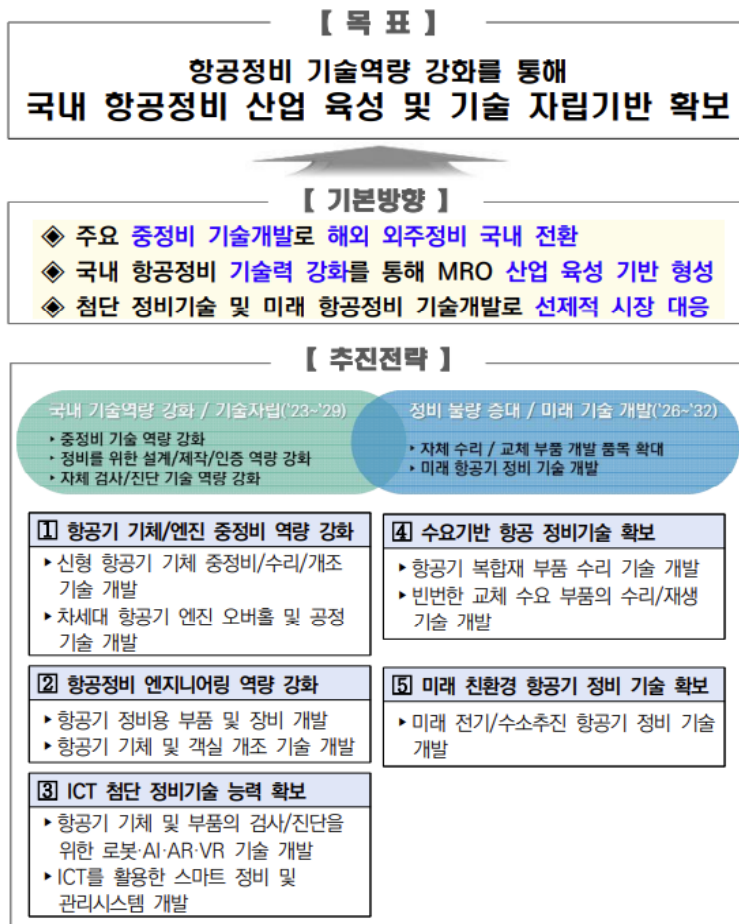 【 목 표 】
항공정비 기술역량 강화를 통해
국내 항공정비 산업 육성 및 기술 자립기반 확보
【 기본방향 】
◈ 주요 중정비 기술개발로 해외 외주정비 국내 전환
◈ 국내 항공정비 기술력 강화를 통해 MRO 산업 육성 기반 형성
◈ 첨단 정비기술 및 미래 항공정비 기술개발로 선제적 시장 대응
【 추진전략 】
국내 기술역량 강화 / 기술자립('23~'29)
‣ 중정비 기술 역량 강화
‣ 정비를 위한 설계/제작/인증 역량 강화
‣ 자체 검사/진단 기술 역량 강화
정비 물량 증대 / 미래 기술 개발('26~'32)
‣ 자체 수리 / 교체 부품 개발 품목 확대
‣ 미래 항공기 정비 기술 개발
1 항공기 기체/엔진 중정비 역량 강화
‣ 신형 항공기 기체 중정비/수리/개조
기술 개발
‣ 차세대 항공기 엔진 오버홀 및 공정
기술 개발
2 항공정비 엔지니어링 역량 강화
‣ 항공기 정비용 부품 및 장비 개발
‣ 항공기 기체 및 객실 개조 기술 개발
3 ICT 첨단 정비기술 능력 확보
‣ 항공기 기체 및 부품의 검사/진단을
위한 로봇·AI·AR·VR 기술 개발
‣ ICT를 활용한 스마트 정비 및
관리시스템 개발
4 수요기반 항공 정비기술 확보
‣ 항공기 복합재 부품 수리 기술 개발
‣ 빈번한 교체 수요 부품의 수리/재생
기술 개발
5 미래 친환경 항공기 정비 기술 확보
‣ 미래 전기/수소추진 항공기 정비 기술
개발